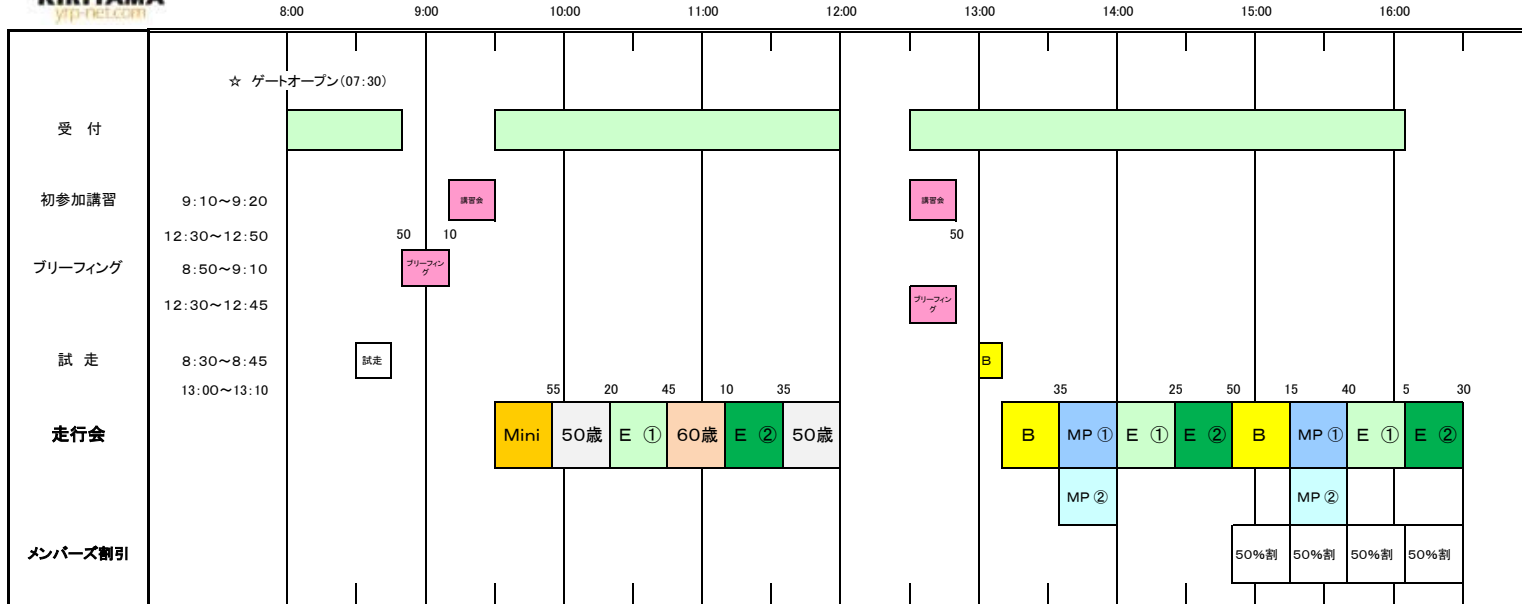 KIRIYAMA
yrp-net.com
8:00 9:00 10:00 11:00 12:00 13:00 14:00 15:00 16:00
☆ ゲートオープン(07:30)
受 付
初参加講習 9:10～9:20 講習会 講習会
12:30～12:50 50 10 50
ブリーフィング 8:50～9:10 ブリーフィン
グ
12:30～12:45 ブリーフィン
グ
試 走 8:30～8:45 試走 B
13:00～13:10 55 20 45 10 35 35 25 50 15 40 5 30
走行会 Mini 50歳 E ① 60歳 E ② 50歳 B MP ① E ① E ② B MP ① E ① E ②
MP ② MP ②
メンバーズ割引 50%割 50%割 50%割 50%割